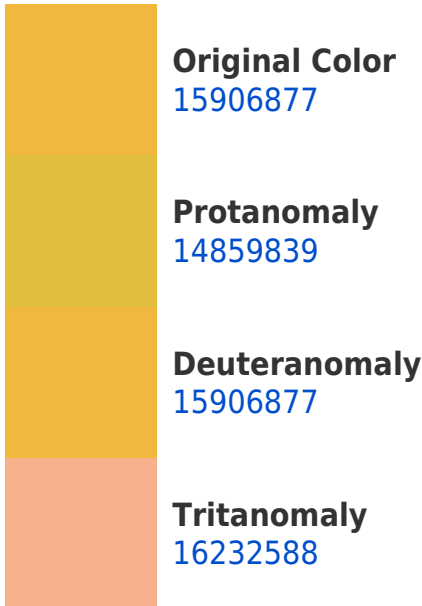 Original Color
15906877
Protanomaly
14859839
Deuteranomaly
15906877
Tritanomaly
16232588